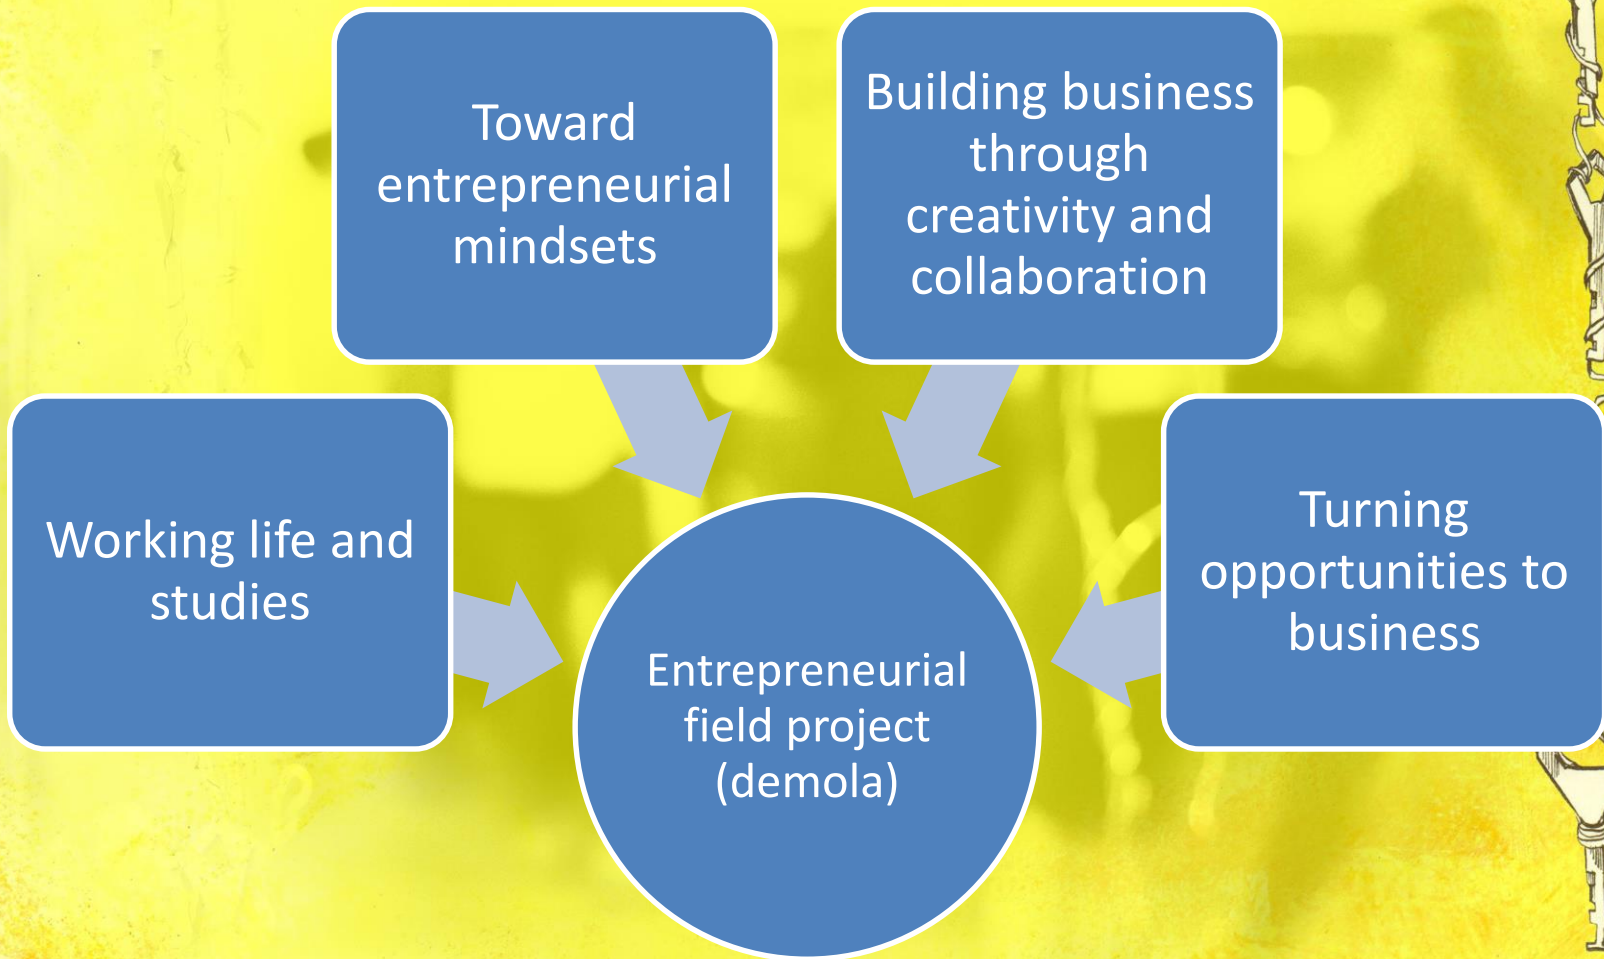 Toward
entrepreneurial
mindsets
Building business
through
creativity and
collaboration
Working life and
studies
Turning
opportunities to
business
Entrepreneurial
field project
(demola)